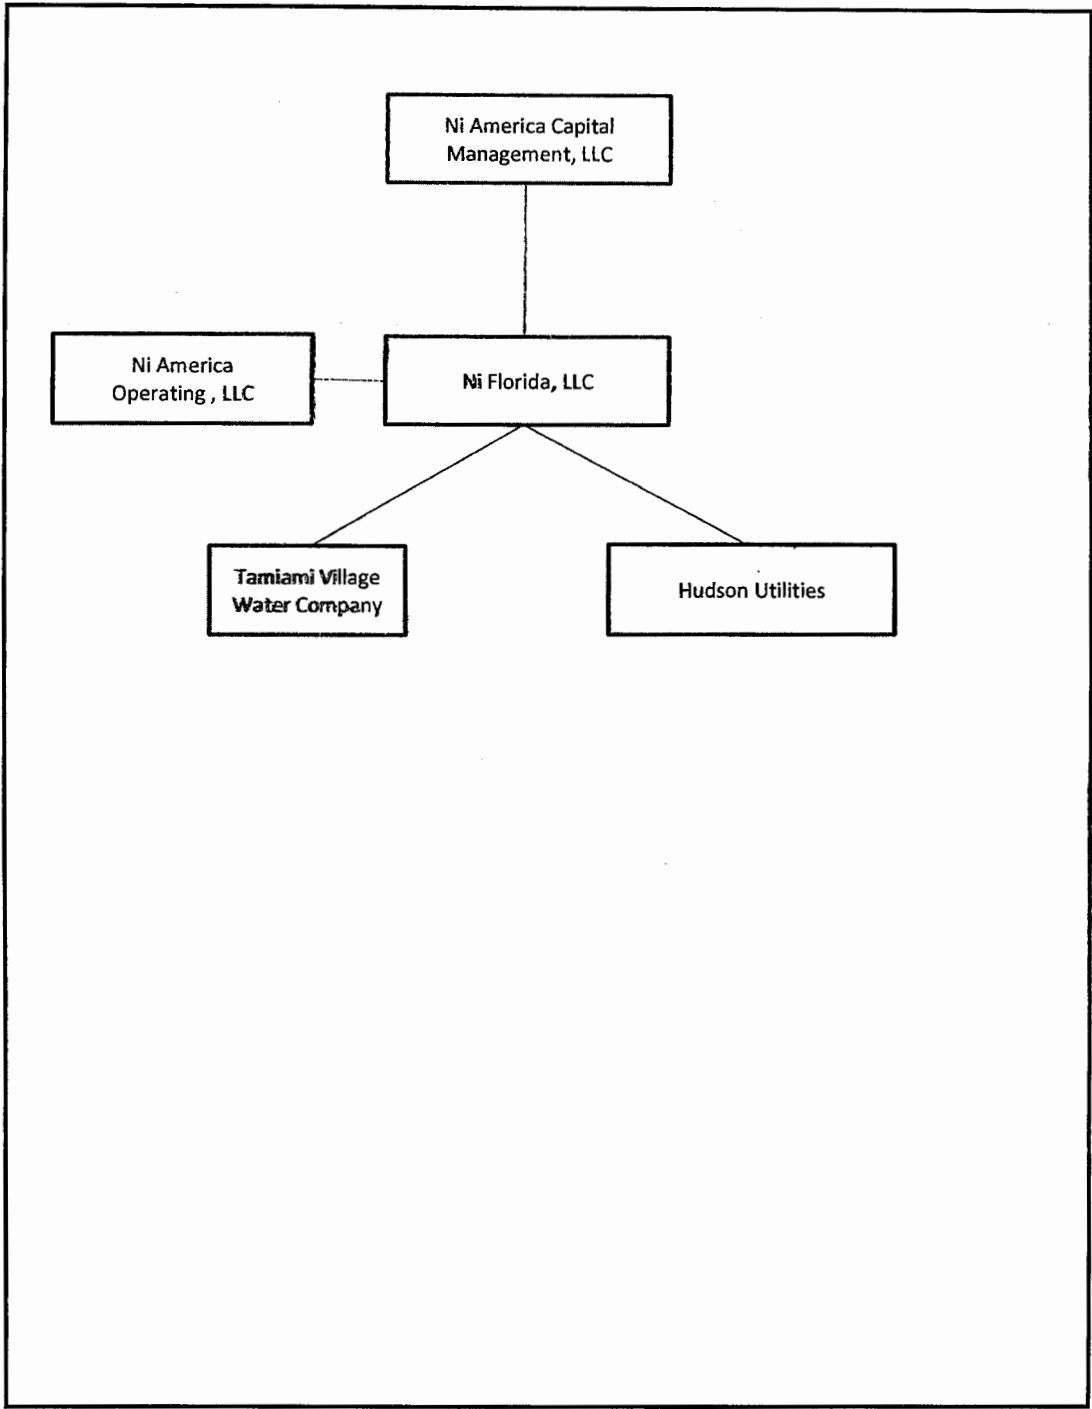 Ni America Capital
Management, LLC
Ni America
Operating , LLC
Ni Florida, LLC
Tamiami Village
Water Company
Hudson Utilities